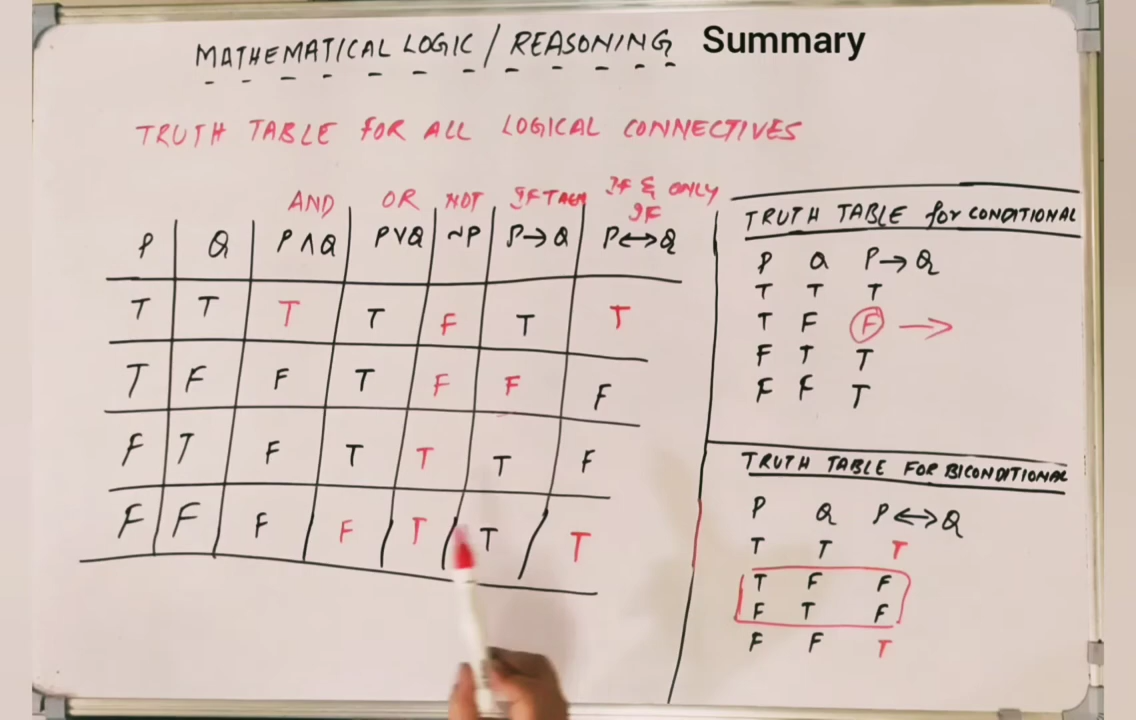 MATHEMATICAL LOGIC / REASONING Summary
TRUTH TABLE FOR ALL LOGICAL CONNECTIVES
AND OR NOT IF THEN IF & ONLY IF
P Q P ∧ Q P ∨ Q ~P P → Q P ↔ Q
T T T T F T T
T F F T F F F
F T F T T T F
F F F F T T T
TRUTH TABLE for CONDITIONAL
P Q P → Q
T T T
T F F →
F T T
F F T
TRUTH TABLE FOR BICONDITIONAL
P Q P ↔ Q
T T T
T F F
F T F
F F T